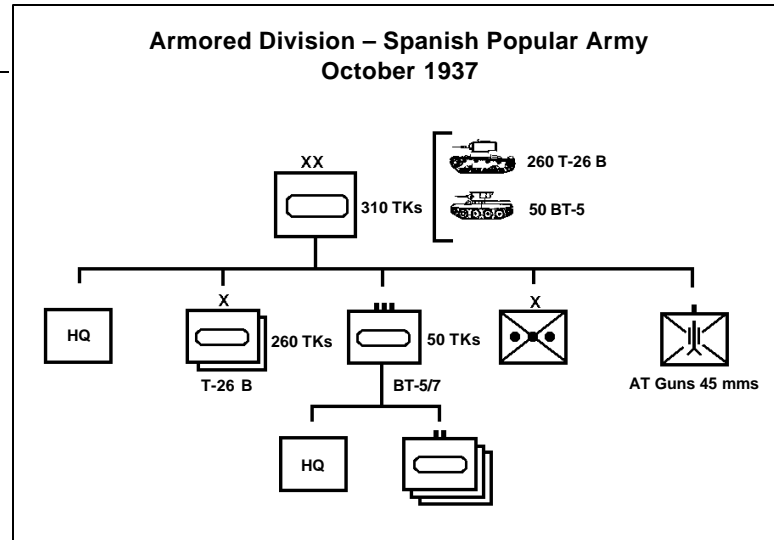 Armored Division – Spanish Popular Army
October 1937
XX
260 T-26 B
310 TKs
50 BT-5
X
X
HQ
260 TKs
50 TKs
T-26 B
BT-5/7
AT Guns 45 mms
HQ